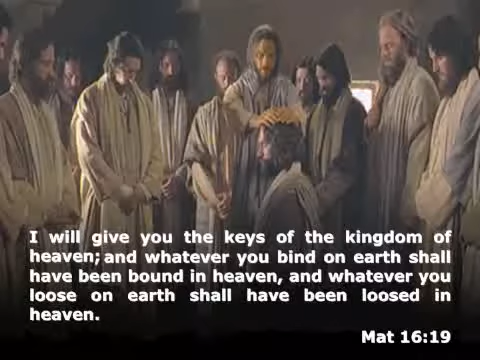 I will give you the keys of the kingdom of
heaven; and whatever you bind on earth shall
have been bound in heaven, and whatever you
loose on earth shall have been loosed in
heaven.
Mat 16:19